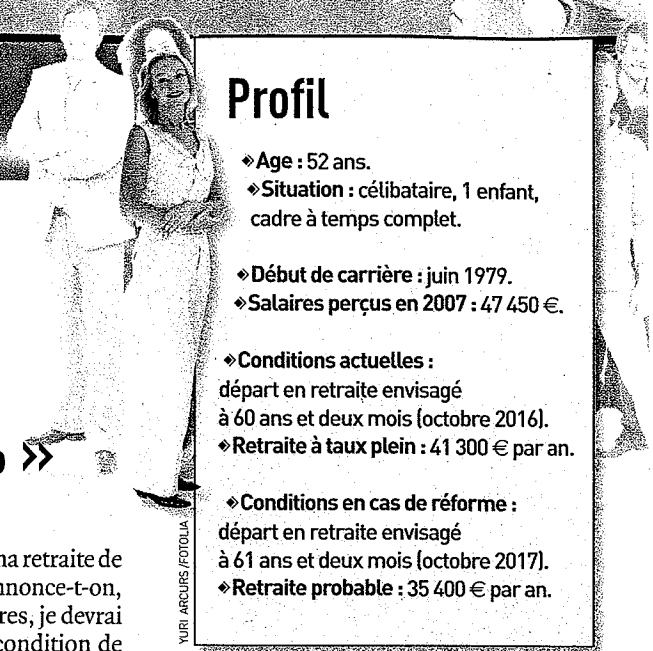 Profil
◈Age : 52 ans.
◈Situation : célibataire, 1 enfant,
cadre à temps complet.
◈Début de carrière : juin 1979.
◈Salaires perçus en 2007 : 47 450 €.
◈Conditions actuelles :
départ en retraite envisagé
à 60 ans et deux mois (octobre 2016).
◈Retraite à taux plein : 41 300 € par an.
◈Conditions en cas de réforme :
départ en retraite envisagé
à 61 ans et deux mois (octobre 2017).
◈Retraite probable : 35 400 € par an.
»
retraite de
nnonce-t-on,
res, je devrai
condition de
YURI ARCURS /FOTOLIA